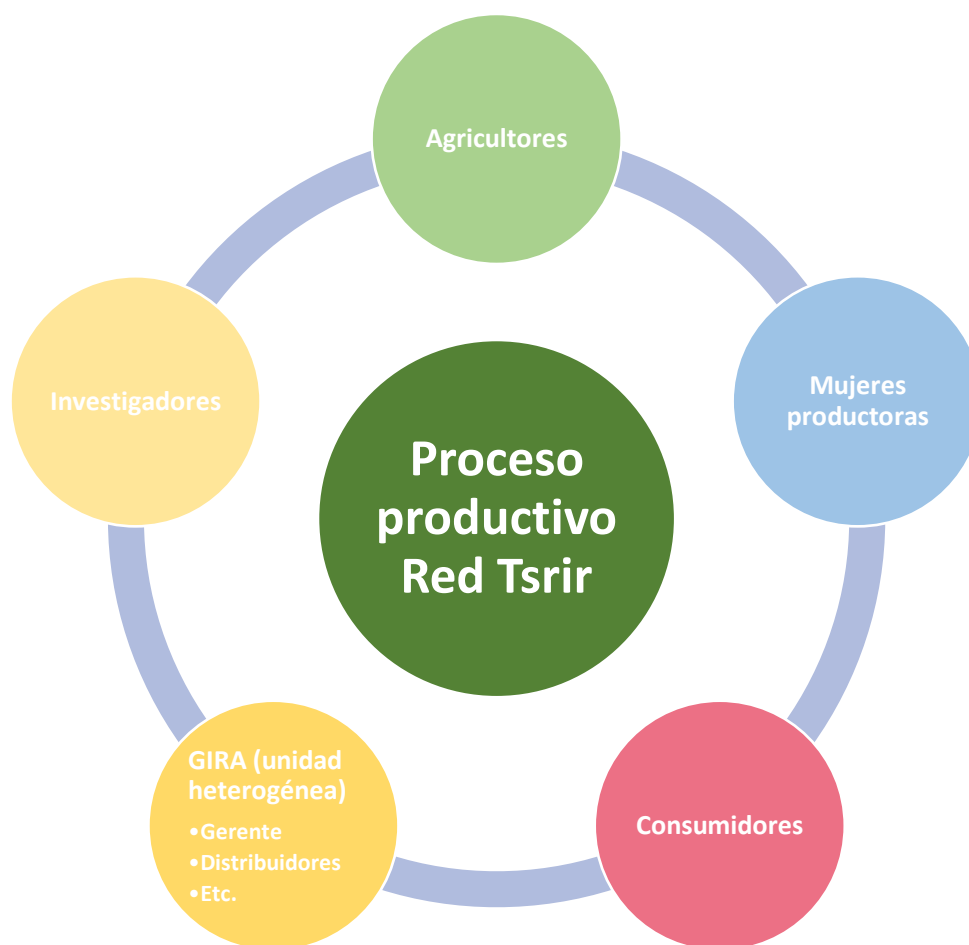 Agricultores
Mujeres
productoras
Consumidores
GIRA (unidad
heterogénea)
•Gerente
•Distribuidores
•Etc.
Investigadores
Proceso
productivo
Red Tsrir